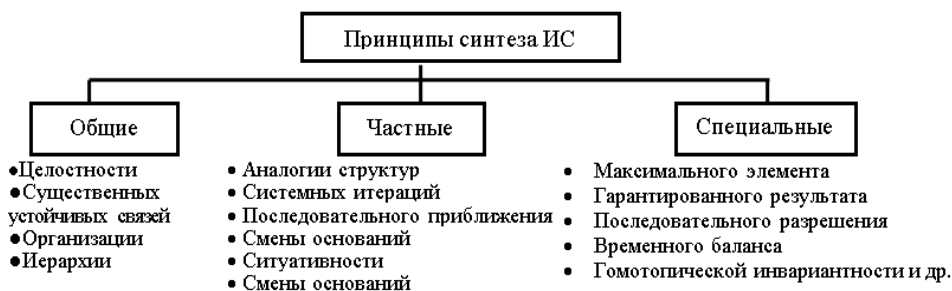 Принципы синтеза ИС
Общие
●Целостности
●Существенных
устойчивых связей
●Организации
●Иерархии
Частные
• Аналогии структур
• Системных итераций
• Последовательного приближения
• Смены оснований
• Ситуативности
• Смены оснований
Специальные
• Максимального элемента
• Гарантированного результата
• Последовательного разрешения
• Временного баланса
• Гомотопической инвариантности и др.